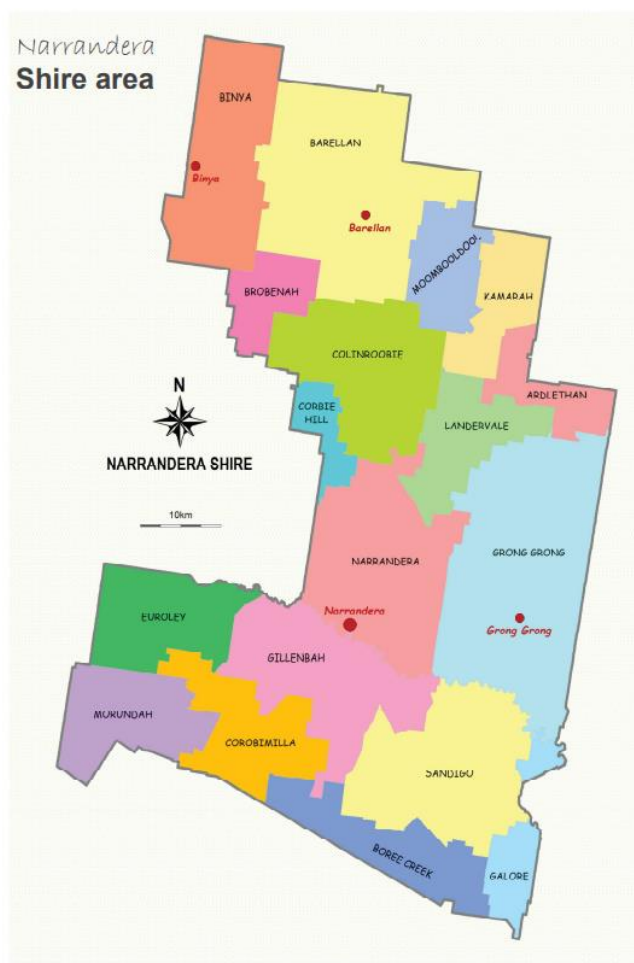 Narrandera
Shire area
BINYA
BARELLAN
Binya
Barellan
MOOMBOOLDOOL
BROBENAH
KAMARAH
COLINROOBIE
ARDLETHAN
CORBIE
HILL
LANDERVALE
N
NARRANDERA SHIRE
10km
NARRANDERA
GRONG GRONG
EUROLEY
Narrandera
Grong Grong
GILLENBAH
MURUNDAH
COROBIMILLA
SANDIGO
BOREE CREEK
GALORE